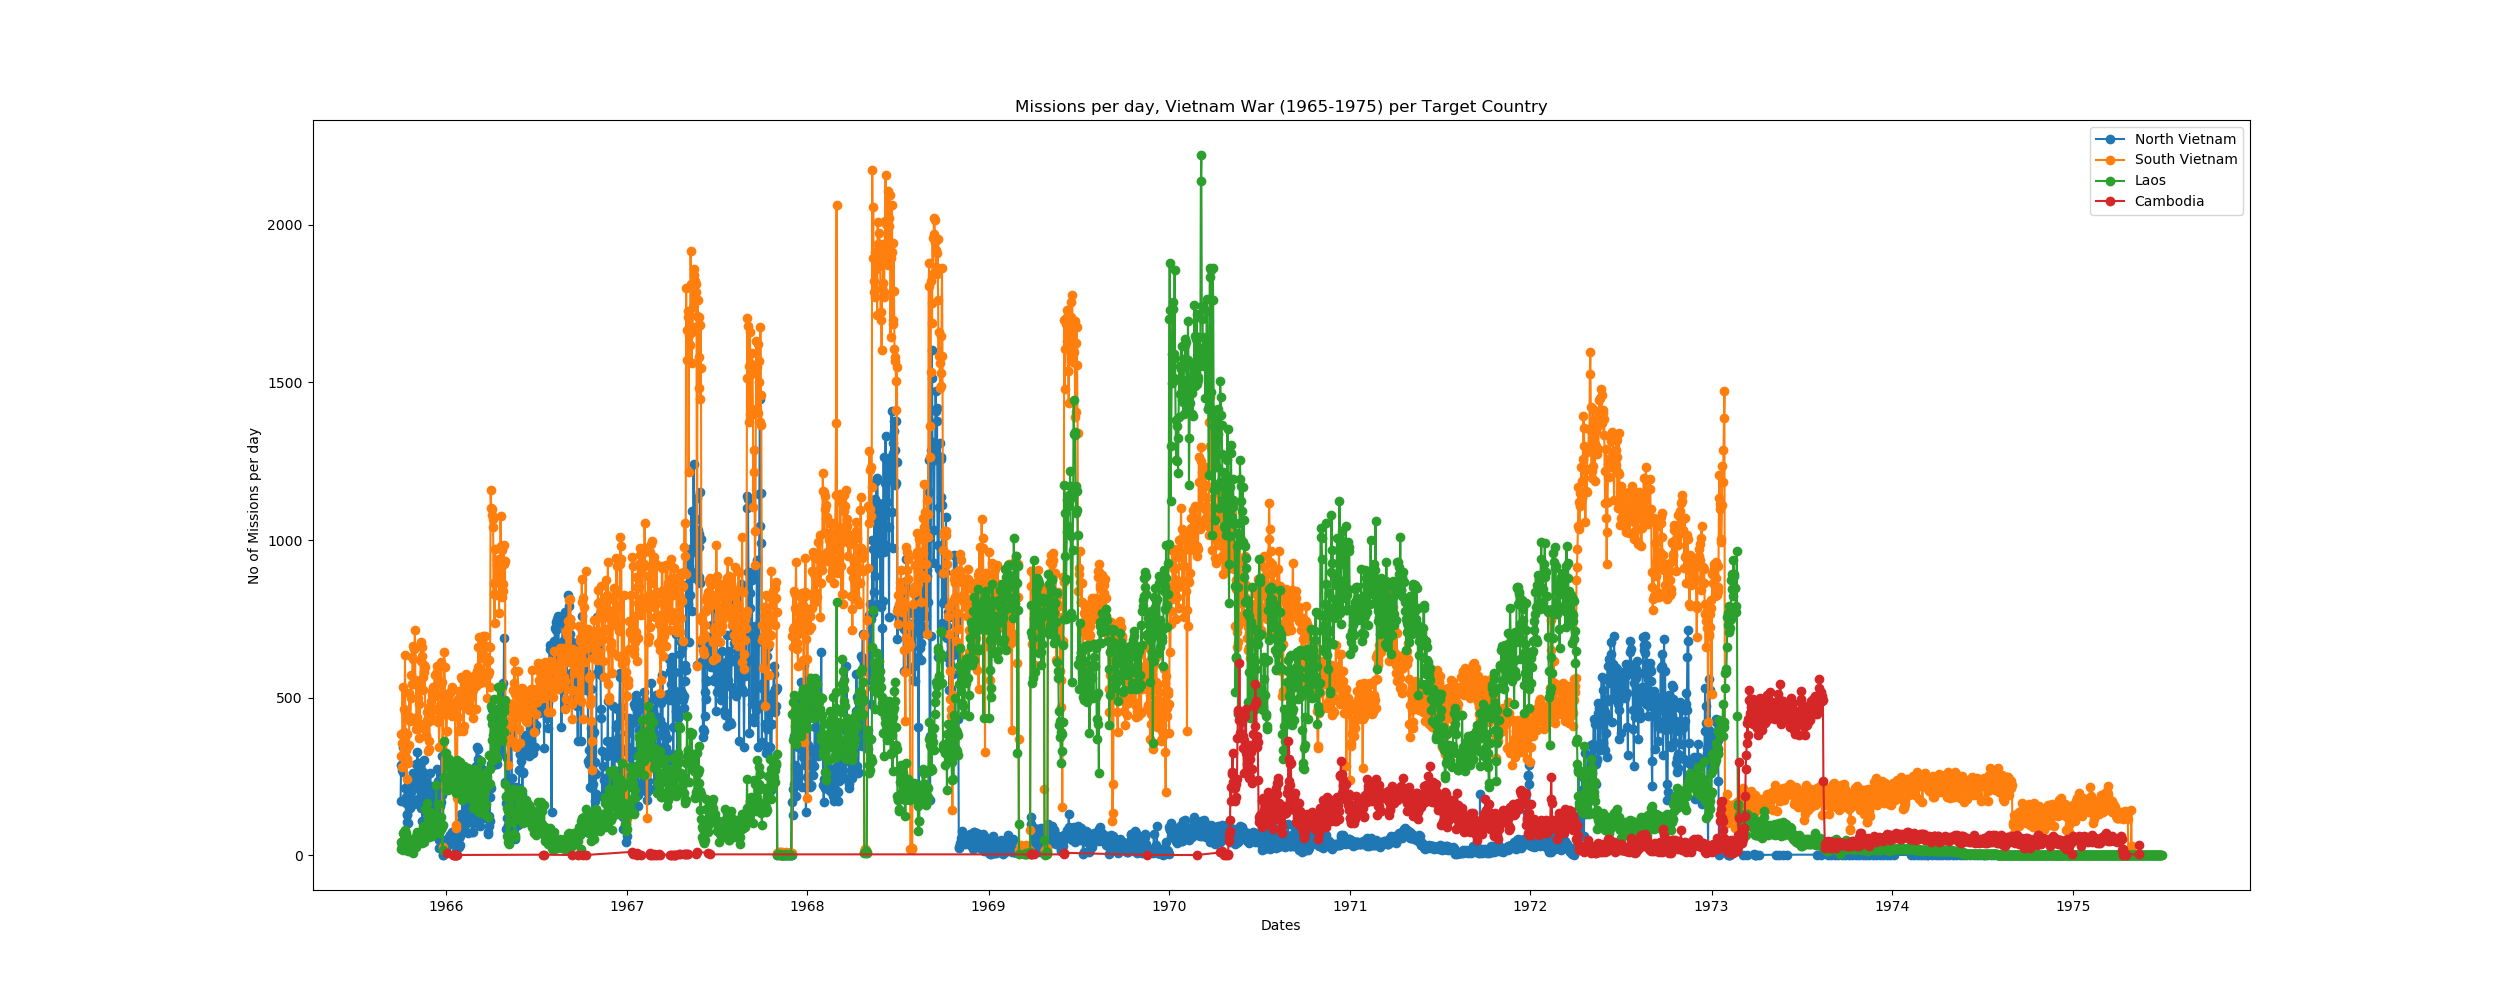 Missions per day, Vietnam War (1965-1975) per Target Country
North Vietnam
South Vietnam
Laos
Cambodia
No of Missions per day
2000
1500
1000
500
0
1966 1967 1968 1969 1970 1971 1972 1973 1974 1975
Dates